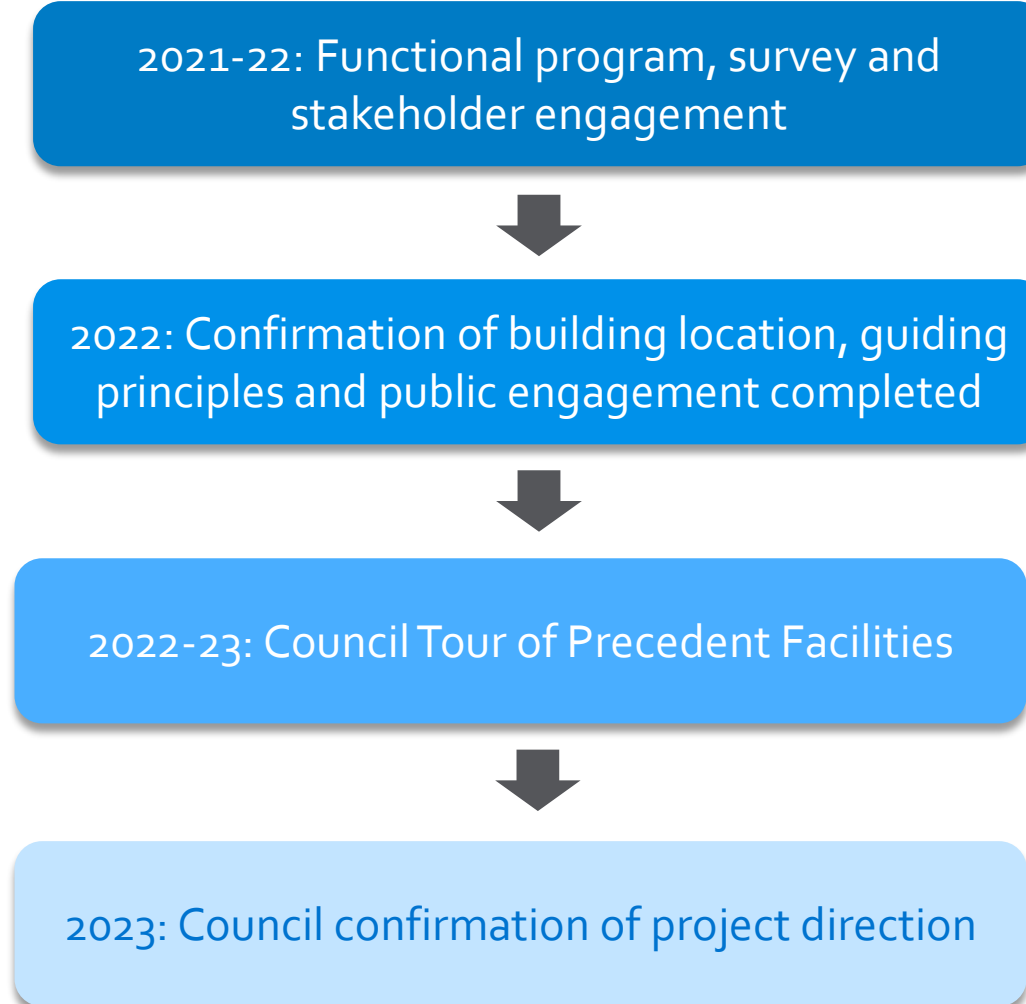 2021-22: Functional program, survey and
stakeholder engagement
2022: Confirmation of building location, guiding
principles and public engagement completed
2022-23: Council Tour of Precedent Facilities
2023: Council confirmation of project direction